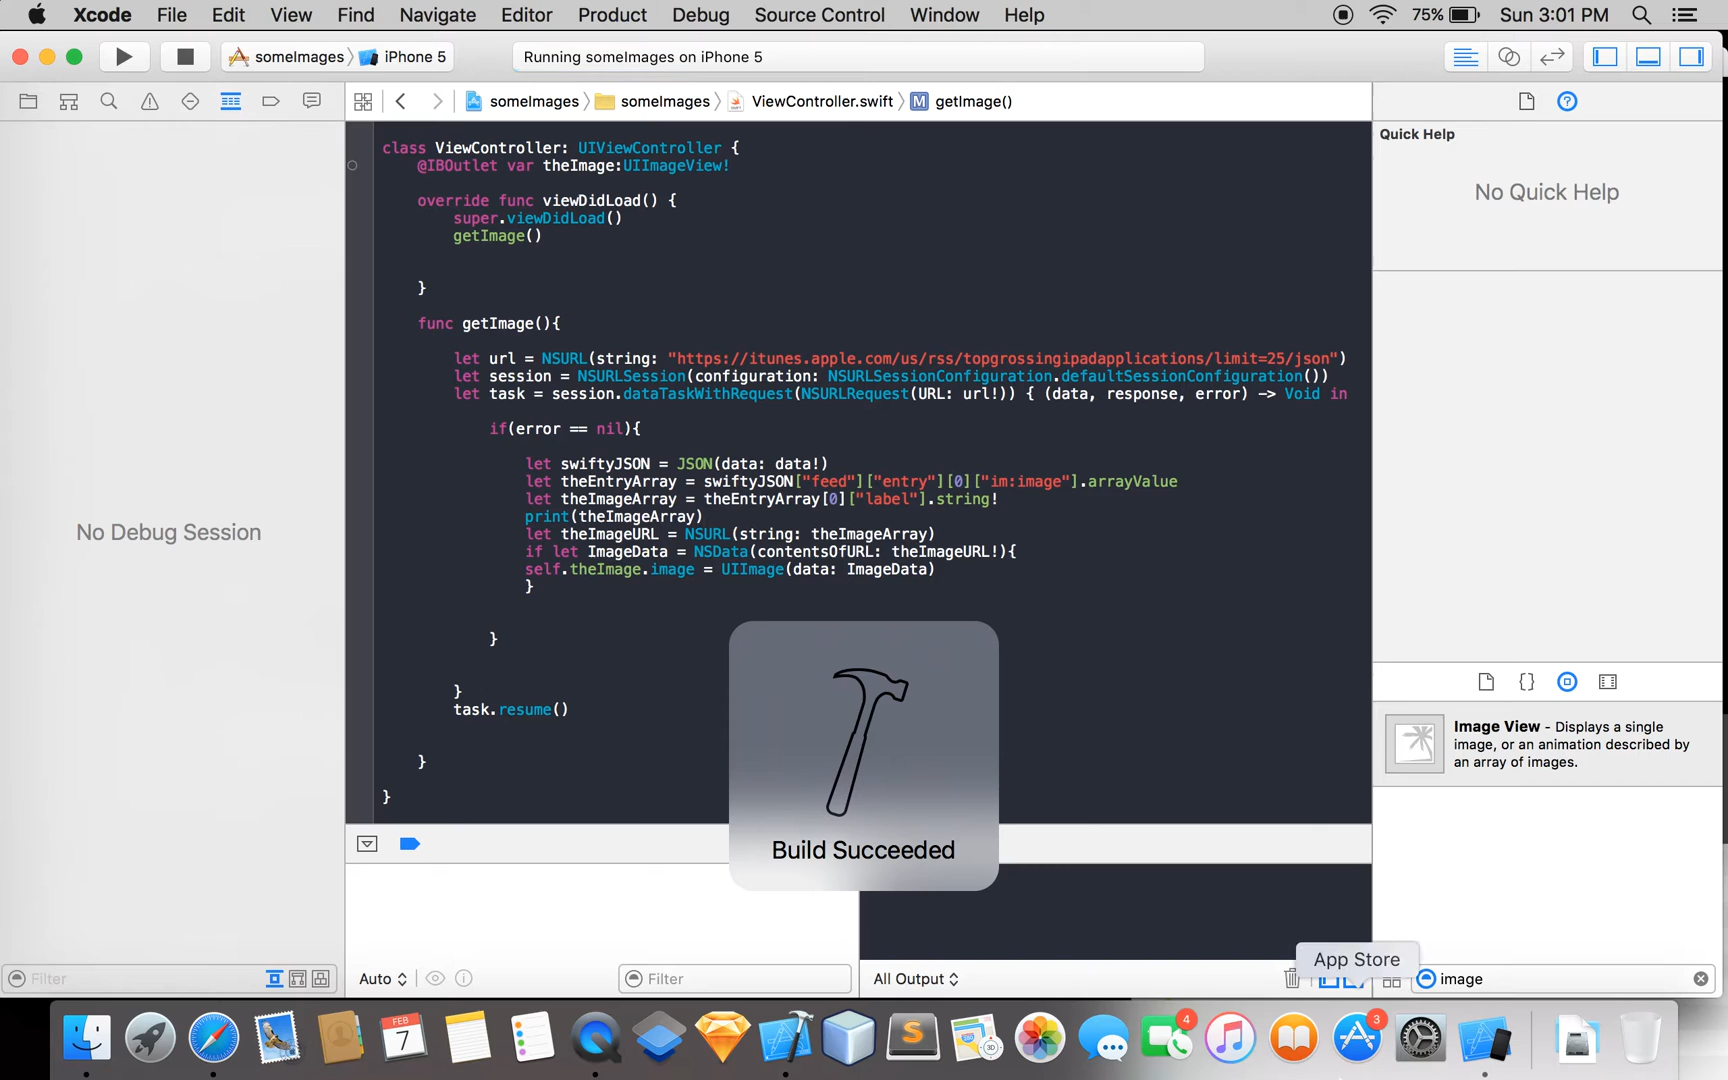 Xcode File Edit View Find Navigate Editor Product Debug Source Control Window Help 75% Sun 3:01 PM
someImages iPhone 5 Running someImages on iPhone 5
someImages someImages ViewController.swift M getImage()
Quick Help
No Quick Help
class ViewController: UIViewController {
@IBOutlet var theImage:UIImageView!
override func viewDidLoad() {
super.viewDidLoad()
getImage()
}
func getImage(){
let url = NSURL(string: "https://itunes.apple.com/us/rss/topgrossingipadapplications/limit=25/json")
let session = NSURLSession(configuration: NSURLSessionConfiguration.defaultSessionConfiguration())
let task = session.dataTaskWithRequest(NSURLRequest(URL: url!)) { (data, response, error) -> Void in
if(error == nil){
let swiftyJSON = JSON(data: data!)
let theEntryArray = swiftyJSON["feed"]["entry"][0]["im:image"].arrayValue
let theImageArray = theEntryArray[0]["label"].string!
print(theImageArray)
let theImageURL = NSURL(string: theImageArray)
if let ImageData = NSData(contentsOfURL: theImageURL!){
self.theImage.image = UIImage(data: ImageData)
}
}
}
task.resume()
}
}
No Debug Session
Build Succeeded
Image View - Displays a single
image, or an animation described by
an array of images.
App Store
Filter Auto Filter All Output image
FEB
7
S
3D
4
3